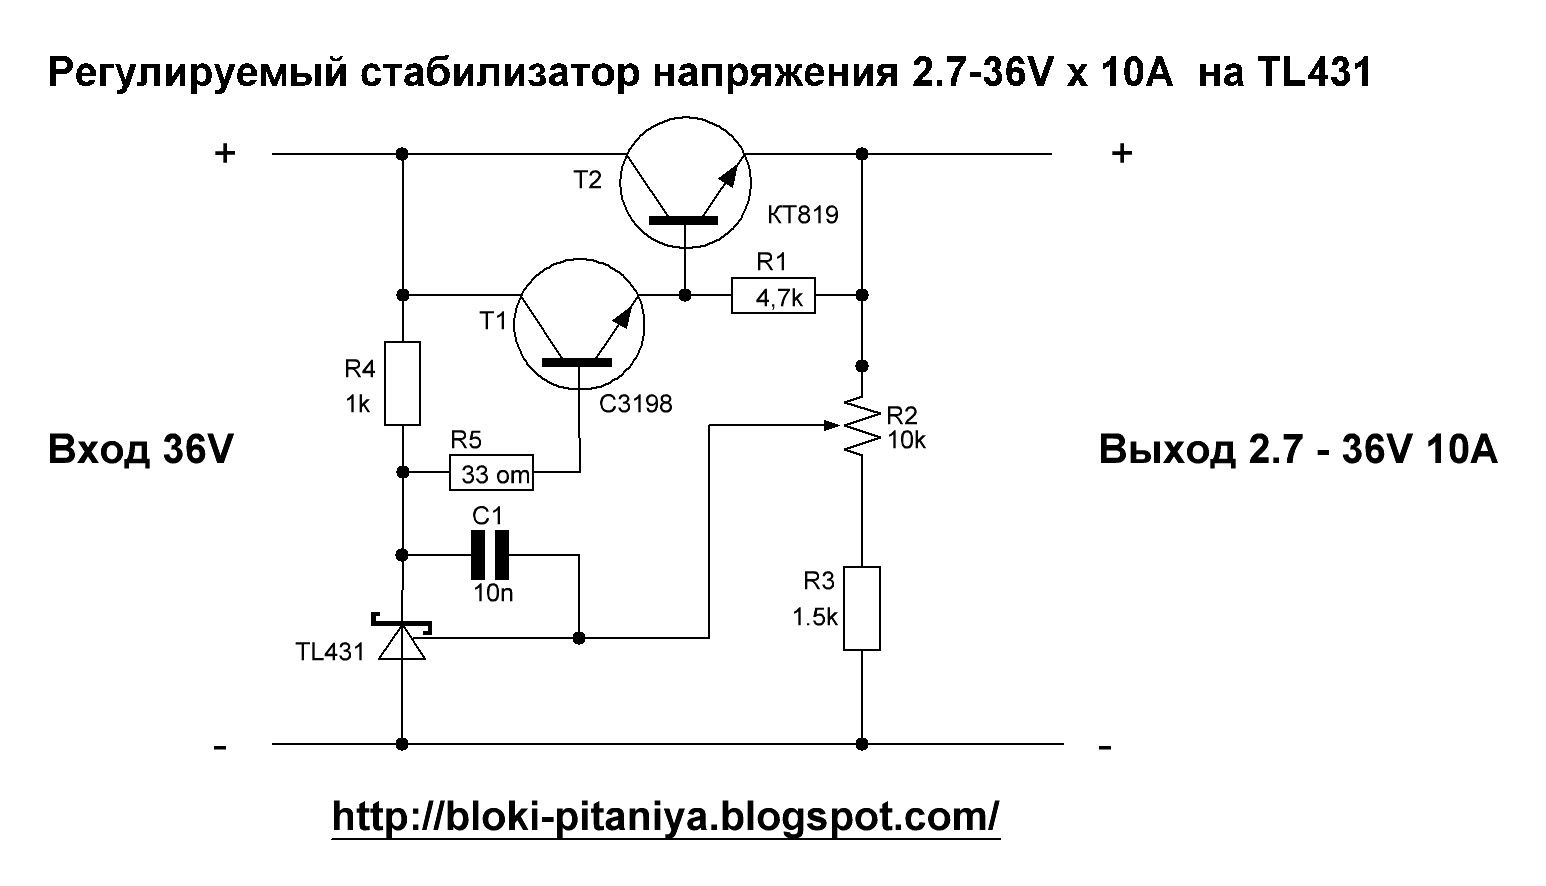 Регулируемый стабилизатор напряжения 2.7-36V x 10A на TL431
+
+
T2
КТ819
R1
4,7k
T1
R4
1k
C3198
R2
10k
Вход 36V
R5
33 om
Выход 2.7 - 36V 10A
C1
10n
R3
1.5k
TL431
-
-
http://bloki-pitaniya.blogspot.com/